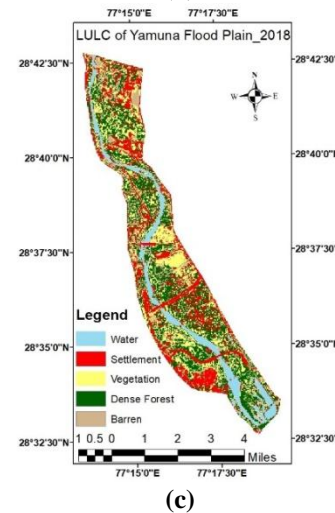 77°15'0"E 77°17'30"E
LULC of Yamuna Flood Plain_2018
28°42'30"N 28°42'30"N
N
W E
S
28°40'0"N 28°40'0"N
28°37'30"N 28°37'30"N
Legend
Water
Settlement
Vegetation
Dense Forest
Barren
28°35'0"N 28°35'0"N
28°32'30"N 28°32'30"N
1 0.5 0 1 2 3 4
Miles
77°15'0"E 77°17'30"E
(c)